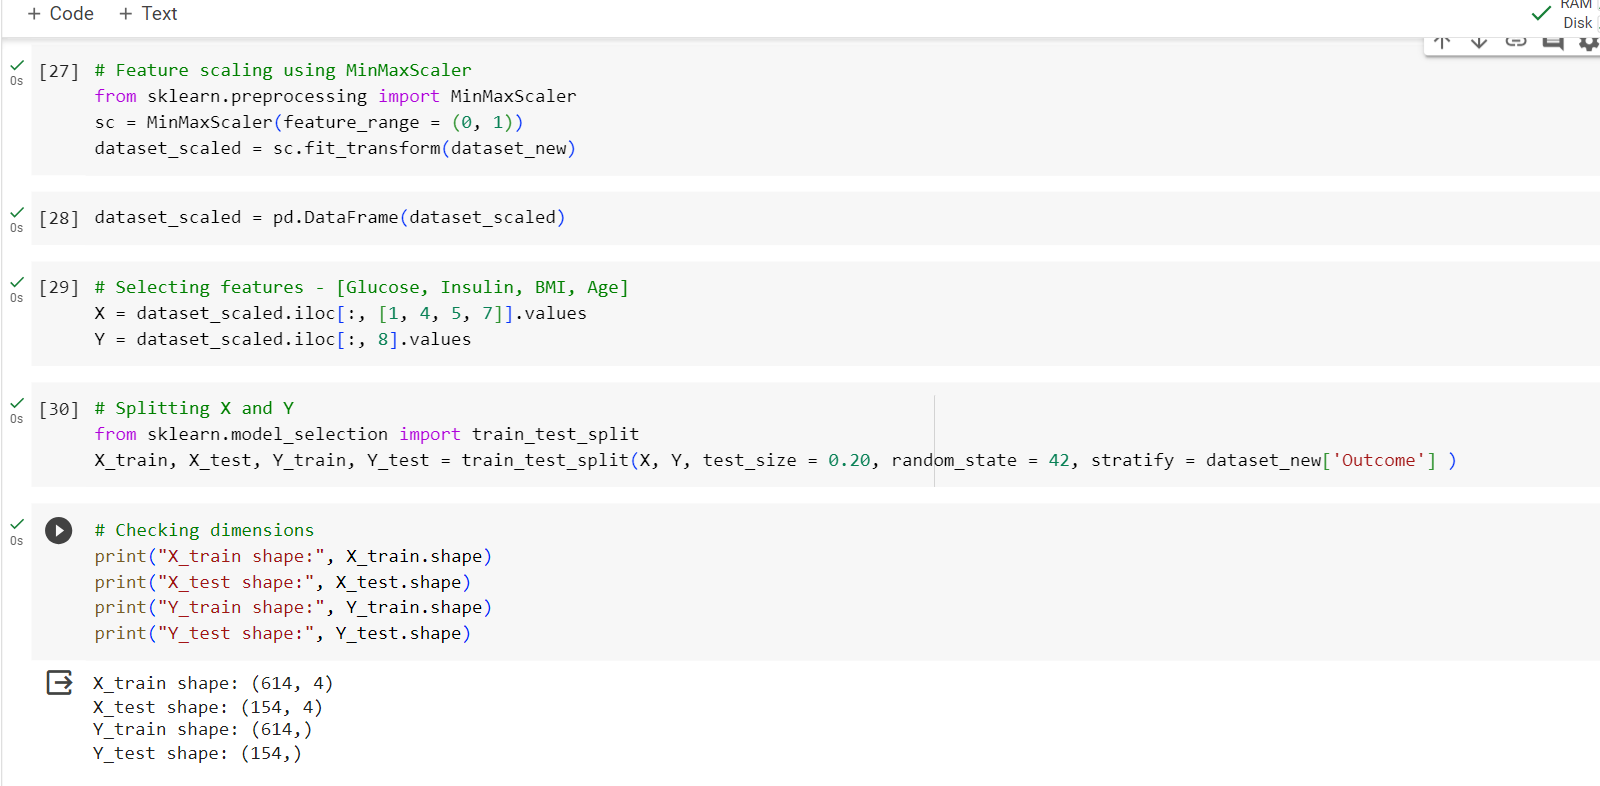 + Code + Text
RAM
Disk
0s
[27] # Feature scaling using MinMaxScaler
from sklearn.preprocessing import MinMaxScaler
sc = MinMaxScaler(feature_range = (0, 1))
dataset_scaled = sc.fit_transform(dataset_new)
0s
[28] dataset_scaled = pd.DataFrame(dataset_scaled)
0s
[29] # Selecting features - [Glucose, Insulin, BMI, Age]
X = dataset_scaled.iloc[:, [1, 4, 5, 7]].values
Y = dataset_scaled.iloc[:, 8].values
0s
[30] # Splitting X and Y
from sklearn.model_selection import train_test_split
X_train, X_test, Y_train, Y_test = train_test_split(X, Y, test_size = 0.20, random_state = 42, stratify = dataset_new['Outcome'] )
0s
# Checking dimensions
print("X_train shape:", X_train.shape)
print("X_test shape:", X_test.shape)
print("Y_train shape:", Y_train.shape)
print("Y_test shape:", Y_test.shape)
X_train shape: (614, 4)
X_test shape: (154, 4)
Y_train shape: (614,)
Y_test shape: (154,)